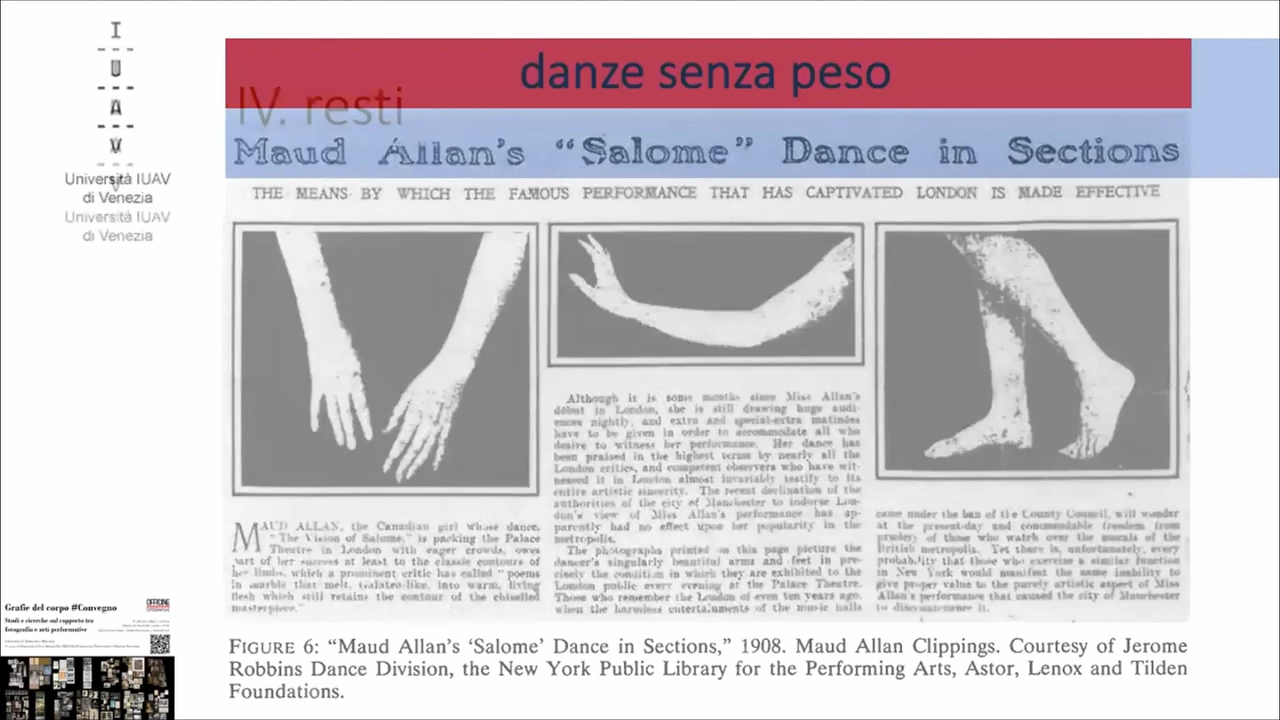 I
U
A
V
Università IUAV
di Venezia
Università IUAV
di Venezia
danze senza peso
IV. resti
Maud Allan's "Salome" Dance in Sections
THE MEANS BY WHICH THE FAMOUS PERFORMANCE THAT HAS CAPTIVATED LONDON IS MADE EFFECTIVE
MAUD ALLAN, the Canadian girl whose dance,
"The Vision of Salome," is packing the Palace
Theatre in London with eager crowds, owes
part of her success at least to the classic contours of
her limbs, which a prominent critic has called "poems
in marble that melt, Galatea-like, into warm, living
flesh which still retains the contour of the chiselled
masterpiece."
Although it is some months since Miss Allan's
début in London, she is still drawing huge audi-
ences nightly, and extra and special-extra matinées
have to be given in order to accommodate all who
desire to witness her performance. Her dance has
been praised in the highest terms by nearly all the
London critics, and competent observers who have wit-
nessed it in London almost invariably testify to its
entire artistic sincerity. The recent declination of the
authorities of the city of Manchester to indorse Lon-
don's view of Miss Allan's performance has ap-
parently had no effect upon her popularity in the
metropolis.
The photographs printed on this page picture the
dancer's singularly beautiful arms and feet in pre-
cisely the condition in which they are exhibited to the
London public every evening at the Palace Theatre.
Those who remember the London of even ten years ago,
when the harmless entertainments of the music halls
came under the ban of the County Council, will wonder
at the present-day and commendable freedom from
prudery of those who watch over the morals of the
British metropolis. Yet there is, unfortunately, every
probability that those who exercise a similar function
in New York would manifest the same inability to
give proper value to the purely artistic aspect of Miss
Allan's performance that caused the city of Manchester
to discountenance it.
FIGURE 6: "Maud Allan's 'Salome' Dance in Sections," 1908. Maud Allan Clippings. Courtesy of Jerome
Robbins Dance Division, the New York Public Library for the Performing Arts, Astor, Lenox and Tilden
Foundations.
Grafie del corpo #Convegno
OFFICINE
Studi e ricerche sul rapporto tra
fotografia e arti performative